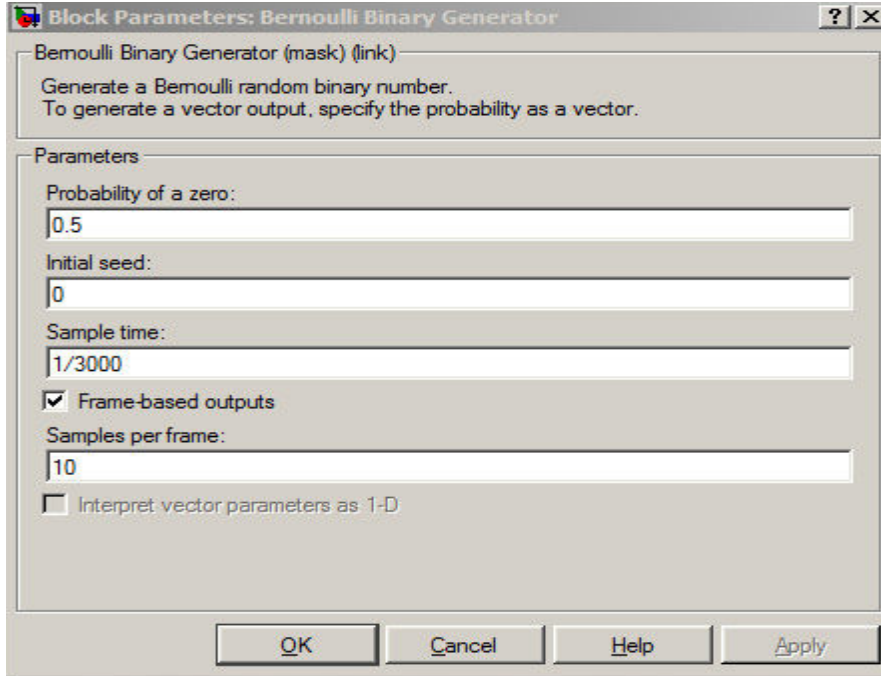 Block Parameters: Bernoulli Binary Generator
Bernoulli Binary Generator (mask) (link)
Generate a Bernoulli random binary number.
To generate a vector output, specify the probability as a vector.
Parameters
Probability of a zero:
0.5
Initial seed:
0
Sample time:
1/3000
Frame-based outputs
Samples per frame:
10
Interpret vector parameters as 1-D
OK Cancel Help Apply